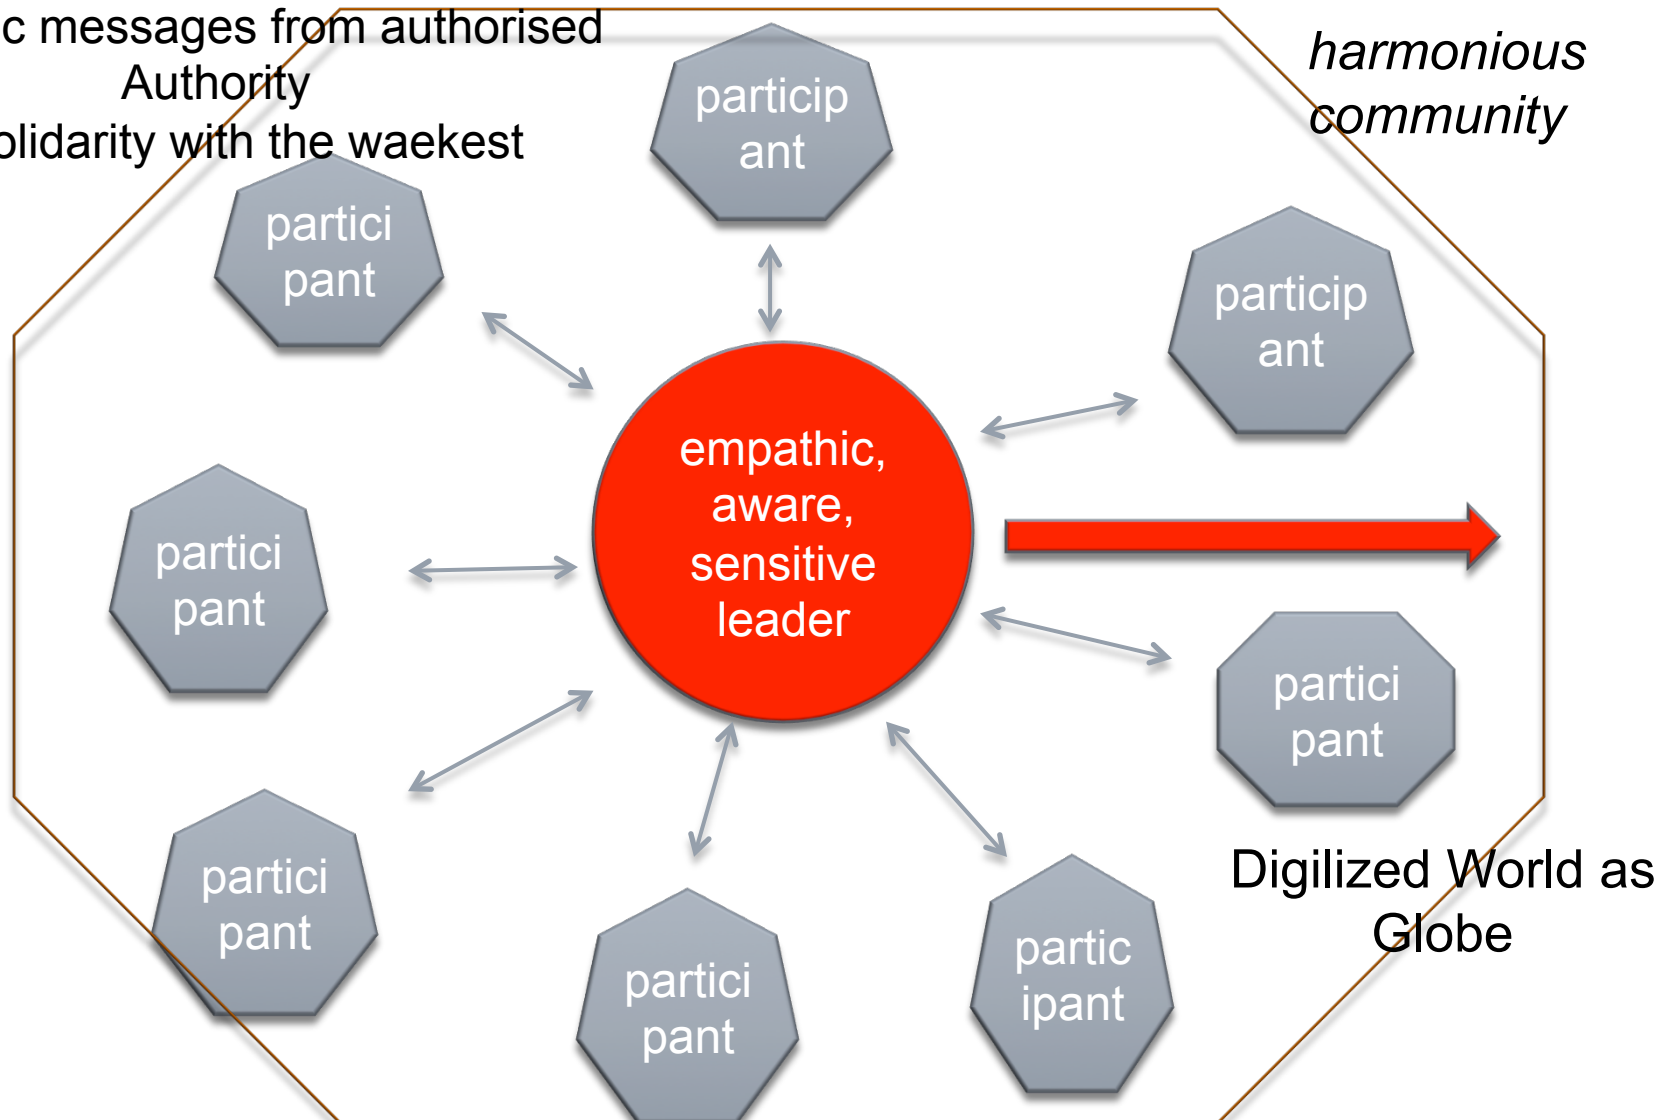 c messages from authorised
Authority
olidarity with the waekest
harmonious
community
particip
ant
partici
pant
particip
ant
empathic,
aware,
sensitive
leader
partici
pant
partici
pant
partici
pant
partici
pant
partic
ipant
Digilized World as
Globe